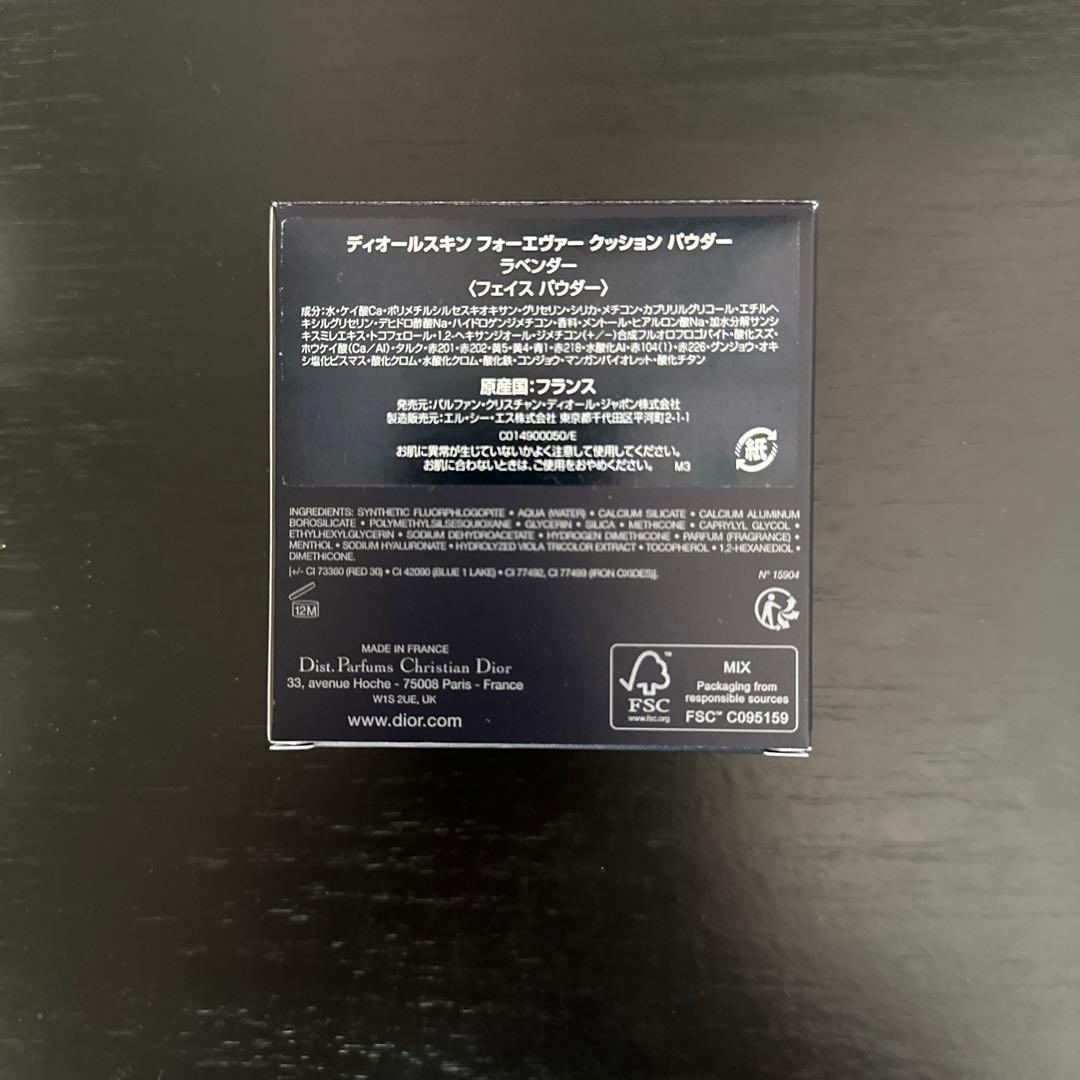 ディオールスキン フォーエヴァー クッション パウダー
ラベンダー
〈フェイス パウダー〉
成分:水・ケイ酸Ca・ポリメチルシルセスキオキサン・グリセリン・シリカ・メチコン・カプリリルグリコール・エチルヘ
キシルグリセリン・デヒドロ酢酸Na・ハイドロゲンジメチコン・香料・メントール・ヒアルロン酸Na・加水分解サンシ
キスミレエキス・トコフェロール・1,2-ヘキサンジオール・ジメチコン(+/−)合成フルオロフロゴパイト・酸化スズ・
ホウケイ酸(Ca/Al)・タルク・赤201・赤202・黄5・黄4・青1・赤218・水酸化Al・赤104(1)・赤226・グンジョウ・オキ
シ塩化ビスマス・酸化クロム・水酸化クロム・酸化鉄・コンジョウ・マンガンバイオレット・酸化チタン
原産国:フランス
発売元:パルファン・クリスチャン・ディオール・ジャポン株式会社
製造販売元:エル・シー・エス株式会社 東京都千代田区平河町2-1-1
C014900050/E
お肌に異常が生じていないかよく注意して使用してください。
お肌に合わないときは、ご使用をおやめください。 M3
紙
INGREDIENTS: SYNTHETIC FLUORPHLOGOPITE • AQUA (WATER) • CALCIUM SILICATE • CALCIUM ALUMINUM
BOROSILICATE • POLYMETHYLSILSESQUIOXANE • GLYCERIN • SILICA • METHICONE • CAPRYLYL GLYCOL •
ETHYLHEXYLGLYCERIN • SODIUM DEHYDROACETATE • HYDROGEN DIMETHICONE • PARFUM (FRAGRANCE) •
MENTHOL • SODIUM HYALURONATE • HYDROLYZED VIOLA TRICOLOR EXTRACT • TOCOPHEROL • 1,2-HEXANEDIOL •
DIMETHICONE.
[+/- CI 73360 (RED 30) • CI 42090 (BLUE 1 LAKE) • CI 77492, CI 77499 (IRON OXIDES)].
N° 15904
12M
MADE IN FRANCE
Dist. Parfums Christian Dior
33, avenue Hoche - 75008 Paris - France
W1S 2UE, UK
www.dior.com
FSC™
www.fsc.org
MIX
Packaging from
responsible sources
FSC™ C095159